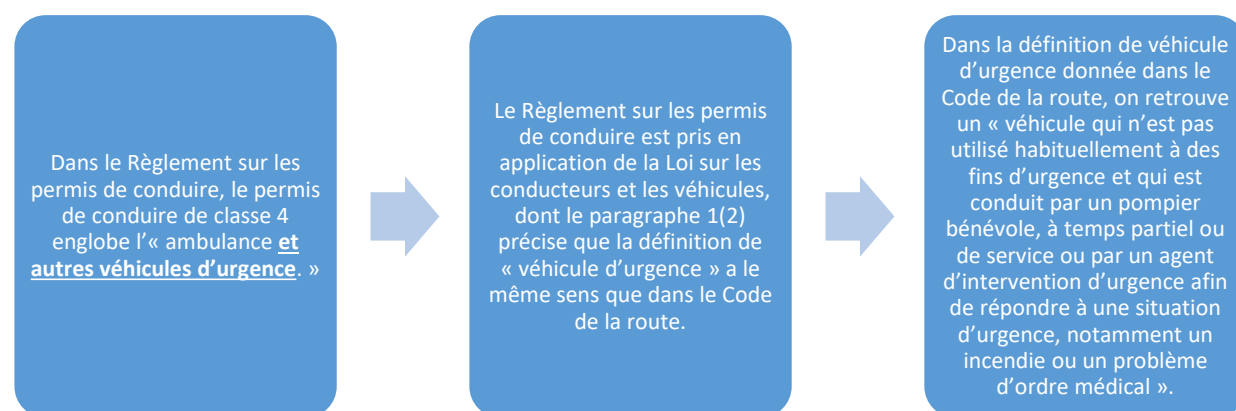 Dans le Règlement sur les
permis de conduire, le permis
de conduire de classe 4
englobe l’« ambulance et
autres véhicules d’urgence. »
Le Règlement sur les permis
de conduire est pris en
application de la Loi sur les
conducteurs et les véhicules,
dont le paragraphe 1(2)
précise que la définition de
« véhicule d’urgence » a le
même sens que dans le Code
de la route.
Dans la définition de véhicule
d’urgence donnée dans le
Code de la route, on retrouve
un « véhicule qui n’est pas
utilisé habituellement à des
fins d’urgence et qui est
conduit par un pompier
bénévole, à temps partiel ou
de service ou par un agent
d’intervention d’urgence afin
de répondre à une situation
d’urgence, notamment un
incendie ou un problème
d’ordre médical ».